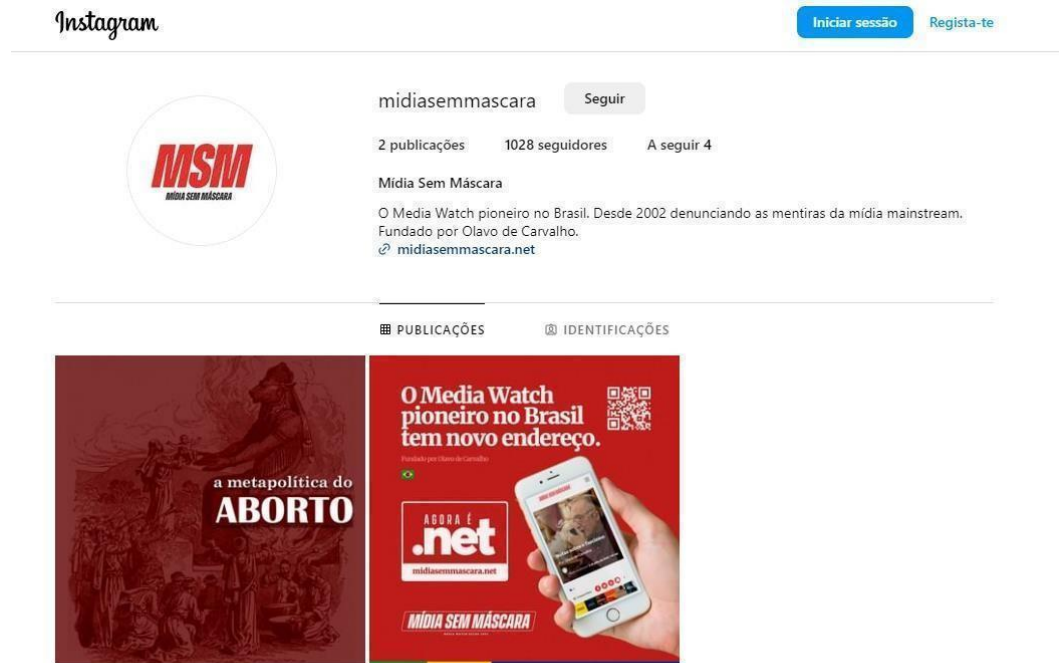 Instagram
Iniciar sessão
Regista-te
midiasemmascara
Seguir
2 publicações
1028 seguidores
A seguir 4
MSM
MÍDIA SEM MÁSCARA
Mídia Sem Máscara
O Media Watch pioneiro no Brasil. Desde 2002 denunciando as mentiras da mídia mainstream.
Fundado por Olavo de Carvalho.
midiasemmascara.net
PUBLICAÇÕES
IDENTIFICAÇÕES
a metapolítica do
ABORTO
O Media Watch
pioneiro no Brasil
tem novo endereço.
Fundado por Olavo de Carvalho
AGORA É
.net
midiasemmascara.net
MÍDIA SEM MÁSCARA